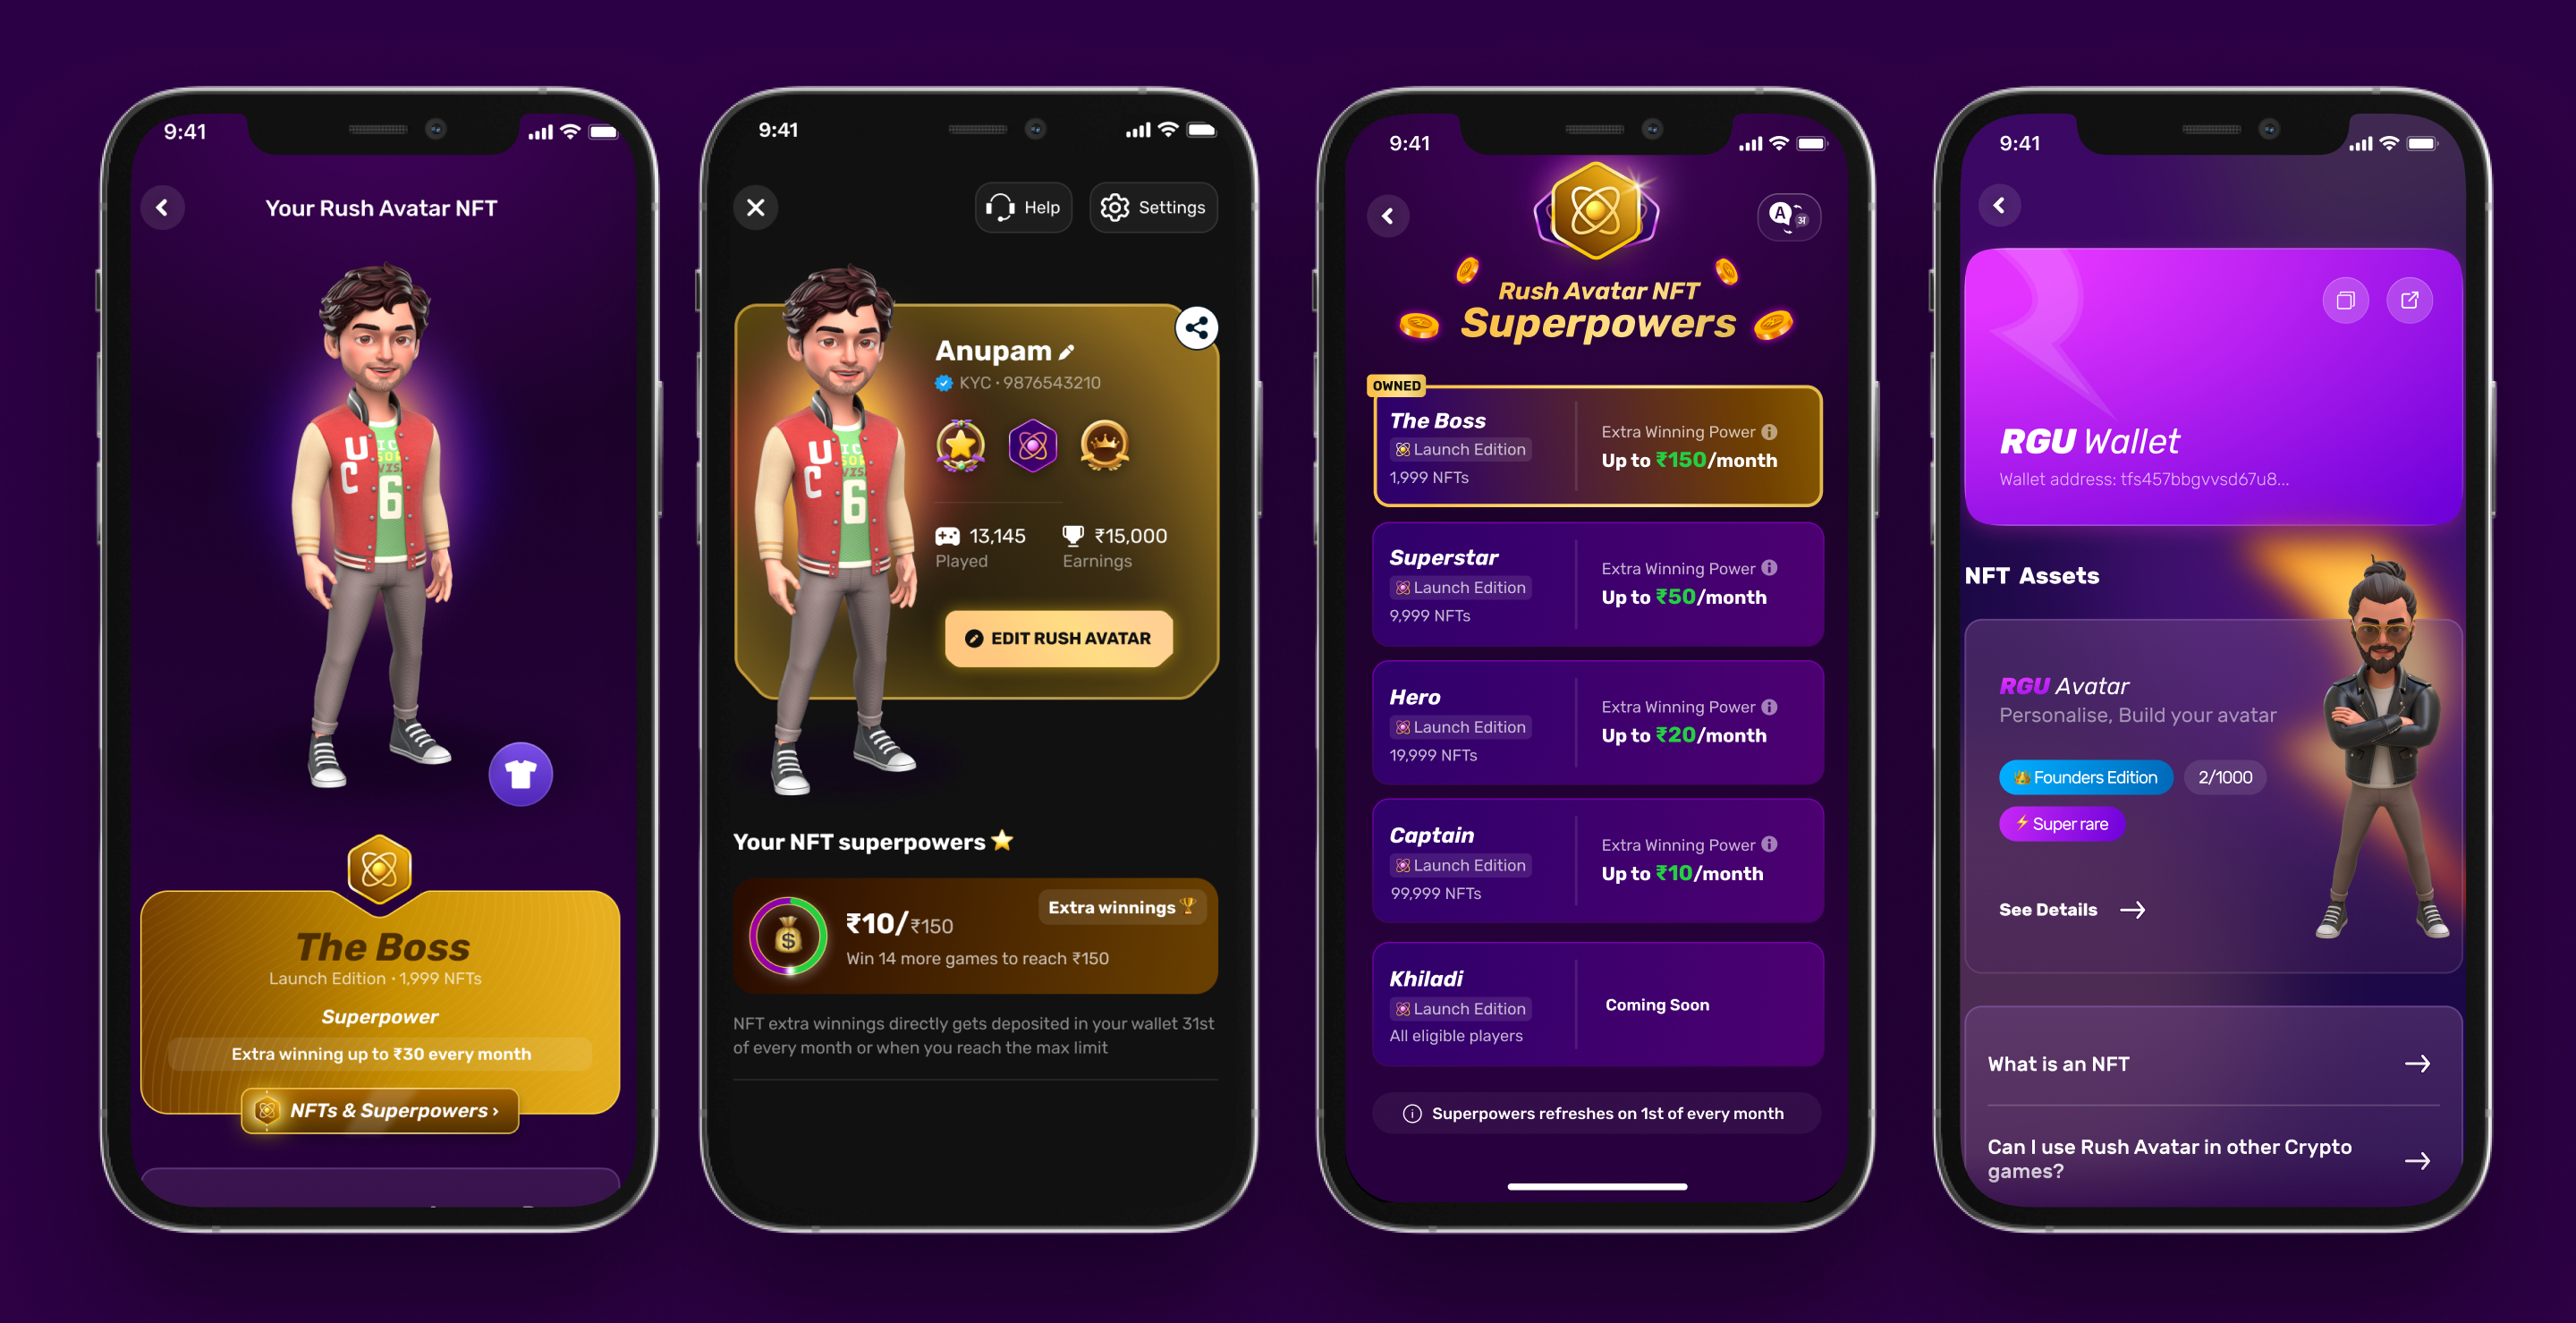 9:41
Your Rush Avatar NFT
UC
6
The Boss
Launch Edition · 1,999 NFTs
Superpower
Extra winning up to ₹30 every month
NFTs & Superpowers ›
9:41
Help
Settings
Anupam
KYC · 9876543210
UC
6
13,145
Played
₹15,000
Earnings
EDIT RUSH AVATAR
Your NFT superpowers
Extra winnings
₹10/₹150
Win 14 more games to reach ₹150
NFT extra winnings directly gets deposited in your wallet 31st
of every month or when you reach the max limit
9:41
A अ
Rush Avatar NFT
Superpowers
OWNED
The Boss
Launch Edition
1,999 NFTs
Extra Winning Power
Up to ₹150/month
Superstar
Launch Edition
9,999 NFTs
Extra Winning Power
Up to ₹50/month
Hero
Launch Edition
19,999 NFTs
Extra Winning Power
Up to ₹20/month
Captain
Launch Edition
99,999 NFTs
Extra Winning Power
Up to ₹10/month
Khiladi
Launch Edition
All eligible players
Coming Soon
Superpowers refreshes on 1st of every month
9:41
RGU Wallet
Wallet address: tfs457bbgvvsd67u8...
NFT Assets
RGU Avatar
Personalise, Build your avatar
Founders Edition
2/1000
Super rare
See Details
What is an NFT
Can I use Rush Avatar in other Crypto
games?